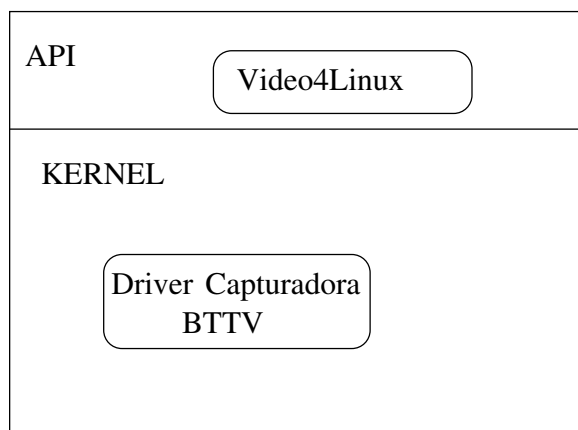 API
Video4Linux
KERNEL
Driver Capturadora
BTTV